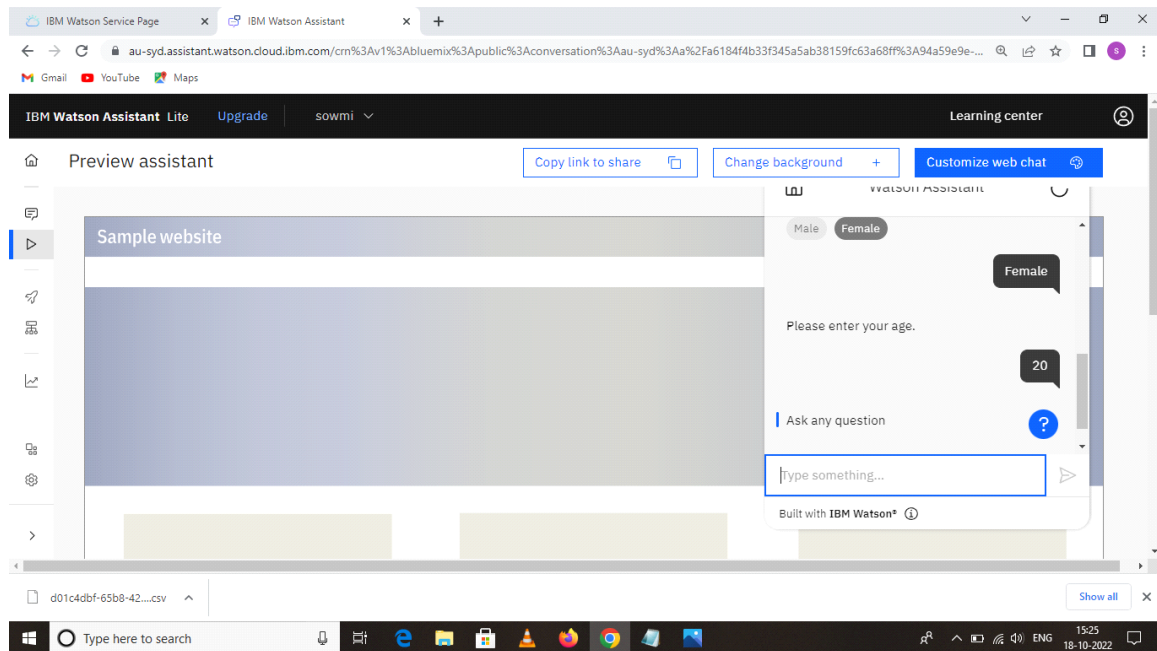 IBM Watson Service Page
IBM Watson Assistant
au-syd.assistant.watson.cloud.ibm.com/crn%3Av1%3Abluemix%3Apublic%3Aconversation%3Aau-syd%3Aa%2Fa6184f4b33f345a5ab38159fc63a68ff%3A94a59e9e-...
S
Gmail
YouTube
Maps
IBM Watson Assistant Lite
Upgrade
sowmi
Learning center
Preview assistant
Copy link to share
Change background +
Customize web chat
Watson Assistant
Sample website
Male
Female
Female
Please enter your age.
20
Ask any question
?
Type something...
Built with IBM Watson®
d01c4dbf-65b8-42....csv
Show all
Type here to search
ENG
15:25
18-10-2022